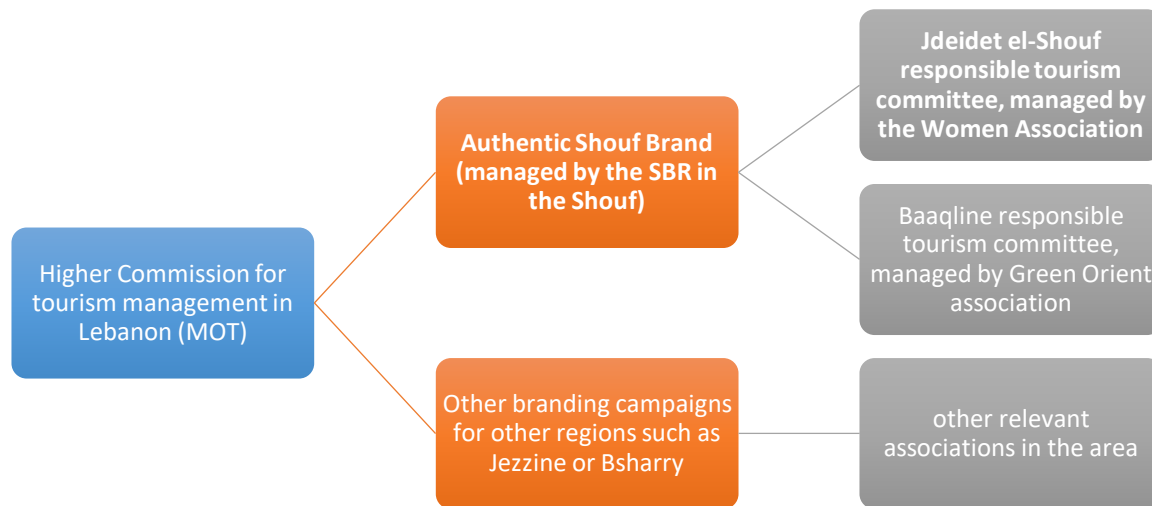 Higher Commission for
tourism management in
Lebanon (MOT)
Authentic Shouf Brand
(managed by the SBR in
the Shouf)
Jdeidet el-Shouf
responsible tourism
committee, managed by
the Women Association
Baaqline responsible
tourism committee,
managed by Green Orient
association
Other branding campaigns
for other regions such as
Jezzine or Bsharry
other relevant
associations in the area